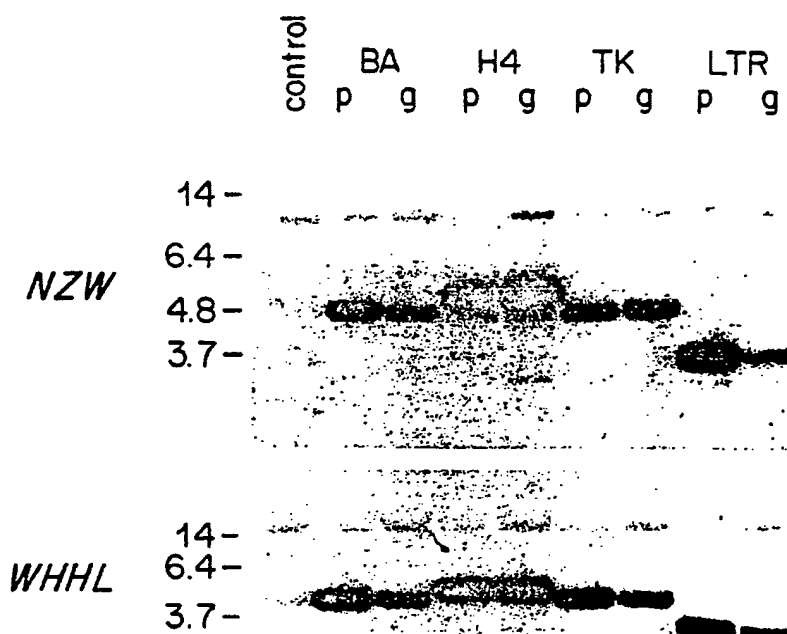 control BA H4 TK LTR
p g p g p g p g
14 –
6.4 –
NZW
4.8 –
3.7 –
14 –
6.4 –
WHHL
3.7 –